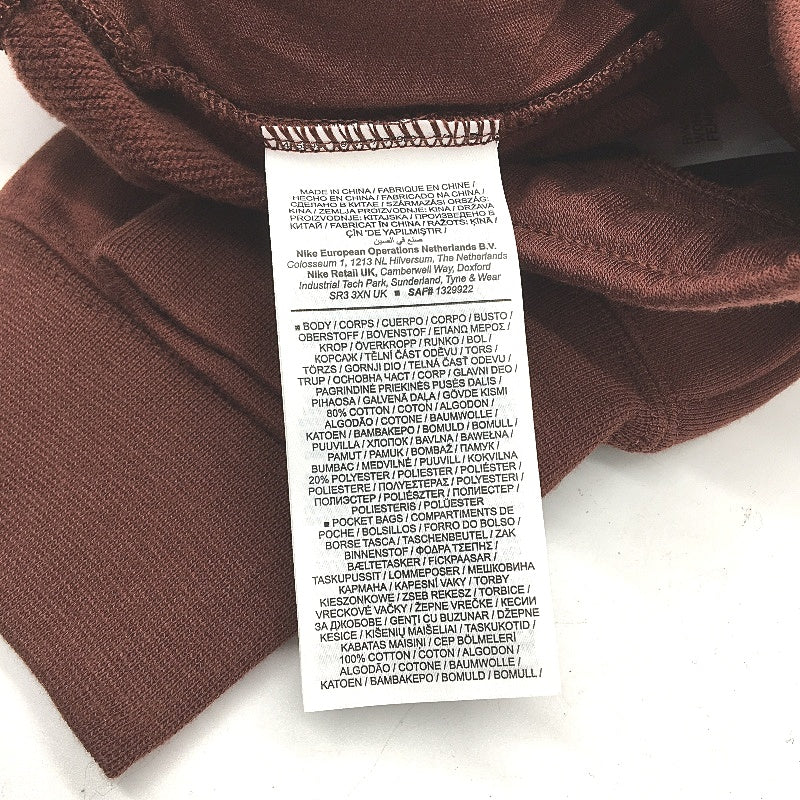 MADE IN CHINA / FABRIQUE EN CHINE /
HECHO EN CHINA / FABRICADO NA CHINA /
СДЕЛАНО В КИТАЕ / SZÁRMAZÁSI ORSZÁG:
KÍNA / ZEMLJA PROIZVODNJE: KINA / DRŽAVA
PROIZVODNJE: KITAJSKA / ПРОИЗВЕДЕНО В
КИТАЙ / FABRICAT ÎN CHINA / RAŽOTS: ĶĪNĀ /
ÇİN 'DE YAPILMIŞTIR /
صنع في الصين
Nike European Operations Netherlands B.V.
Colosseum 1, 1213 NL Hilversum, The Netherlands
Nike Retail UK, Camberwell Way, Doxford
Industrial Tech Park, Sunderland, Tyne & Wear
SR3 3XN UK ■ SAF# 1329922
■ BODY / CORPS / CUERPO / CORPO / BUSTO /
OBERSTOFF / BOVENSTOF / ΕΠΑΝΩ ΜΕΡΟΣ /
KROP / ÖVERKROPP / RUNKO / BOL /
КОРСАЖ / TĚLNÍ ČÁST ODĚVU / TORS /
TÖRZS / GORNJI DIO / TELNÁ ČASŤ ODEVU /
TRUP / ОСНОВНА ЧАСТ / CORP / GLAVNI DEO /
PAGRINDINĖ PRIEKINĖS PUSĖS DALIS /
PIHAOSA / GALVENĀ DAĻA / GÖVDE KISMI
80% COTTON / COTON / ALGODON /
ALGODÃO / COTONE / BAUMWOLLE /
KATOEN / ΒΑΜΒΑΚΕΡΟ / BOMULD / BOMULL /
PUUVILLA / ХЛОПОК / BAVLNA / BAWEŁNA /
PAMUT / PAMUK / BOMBAŽ / ПАМУК /
BUMBAC / MEDVILNĖ / PUUVILL / KOKVILNA
20% POLYESTER / POLIESTER / POLIÉSTER /
POLIESTERE / ΠΟΛΥΕΣΤΕΡΑΣ / POLYESTERI /
ПОЛИЭСТЕР / POLIÉSZTER / ПОЛИЕСТЕР /
POLIESTERIS / POLÜESTER
■ POCKET BAGS / COMPARTIMENTS DE
POCHE / BOLSILLOS / FORRO DO BOLSO /
BORSE TASCA / TASCHENBEUTEL / ZAK
BINNENSTOF / ΦΟΔΡΑ ΤΣΕΠΗΣ /
BÆLTETASKER / FICKPAASAR /
TASKUPUSSIT / LOMMEPOSER / МЕШКОВИНА
КАРМАНА / KAPESNÍ VAKY / TORBY
KIESZONKOWE / ZSEB REKESZ / TORBICE /
VRECKOVÉ VAČKY / ŽEPNE VREČKE / КЕСИИ
ЗА ДЖОБОВЕ / GENȚI CU BUZUNAR / DŽEPNE
KESICE / KIŠENIŲ MAIŠELIAI / TASKUKOTID /
KABATAS MAISIŅI / CEP BÖLMELERİ
100% COTTON / COTON / ALGODON /
ALGODÃO / COTONE / BAUMWOLLE /
KATOEN / ΒΑΜΒΑΚΕΡΟ / BOMULD / BOMULL /